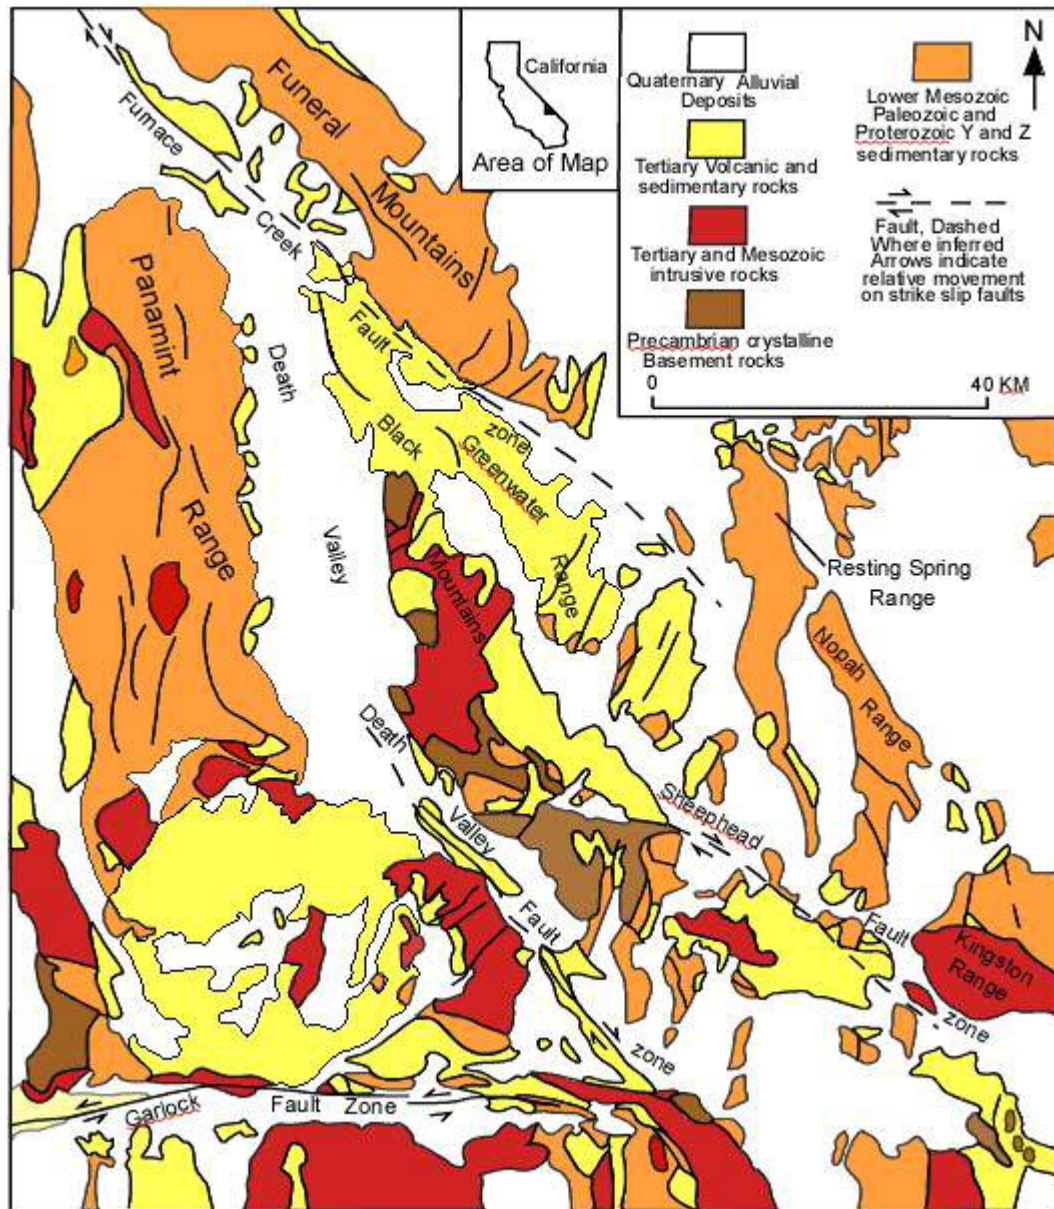 California
Area of Map
N
Quaternary Alluvial
Deposits
Tertiary Volcanic and
sedimentary rocks
Tertiary and Mesozoic
intrusive rocks
Precambrian crystalline
Basement rocks
Lower Mesozoic
Paleozoic and
Proterozoic Y and Z
sedimentary rocks
Fault, Dashed
Where inferred
Arrows indicate
relative movement
on strike slip faults
0 40 KM
Funeral
Mountains
Furnace
Creek
Fault
zone
Panamint
Range
Death
Valley
Black
Mountains
Greenwater
Range
Resting Spring
Range
Nopah
Range
Death
Valley
Fault
zone
Sheephead
Fault
zone
Kingston
Range
Garlock
Fault Zone